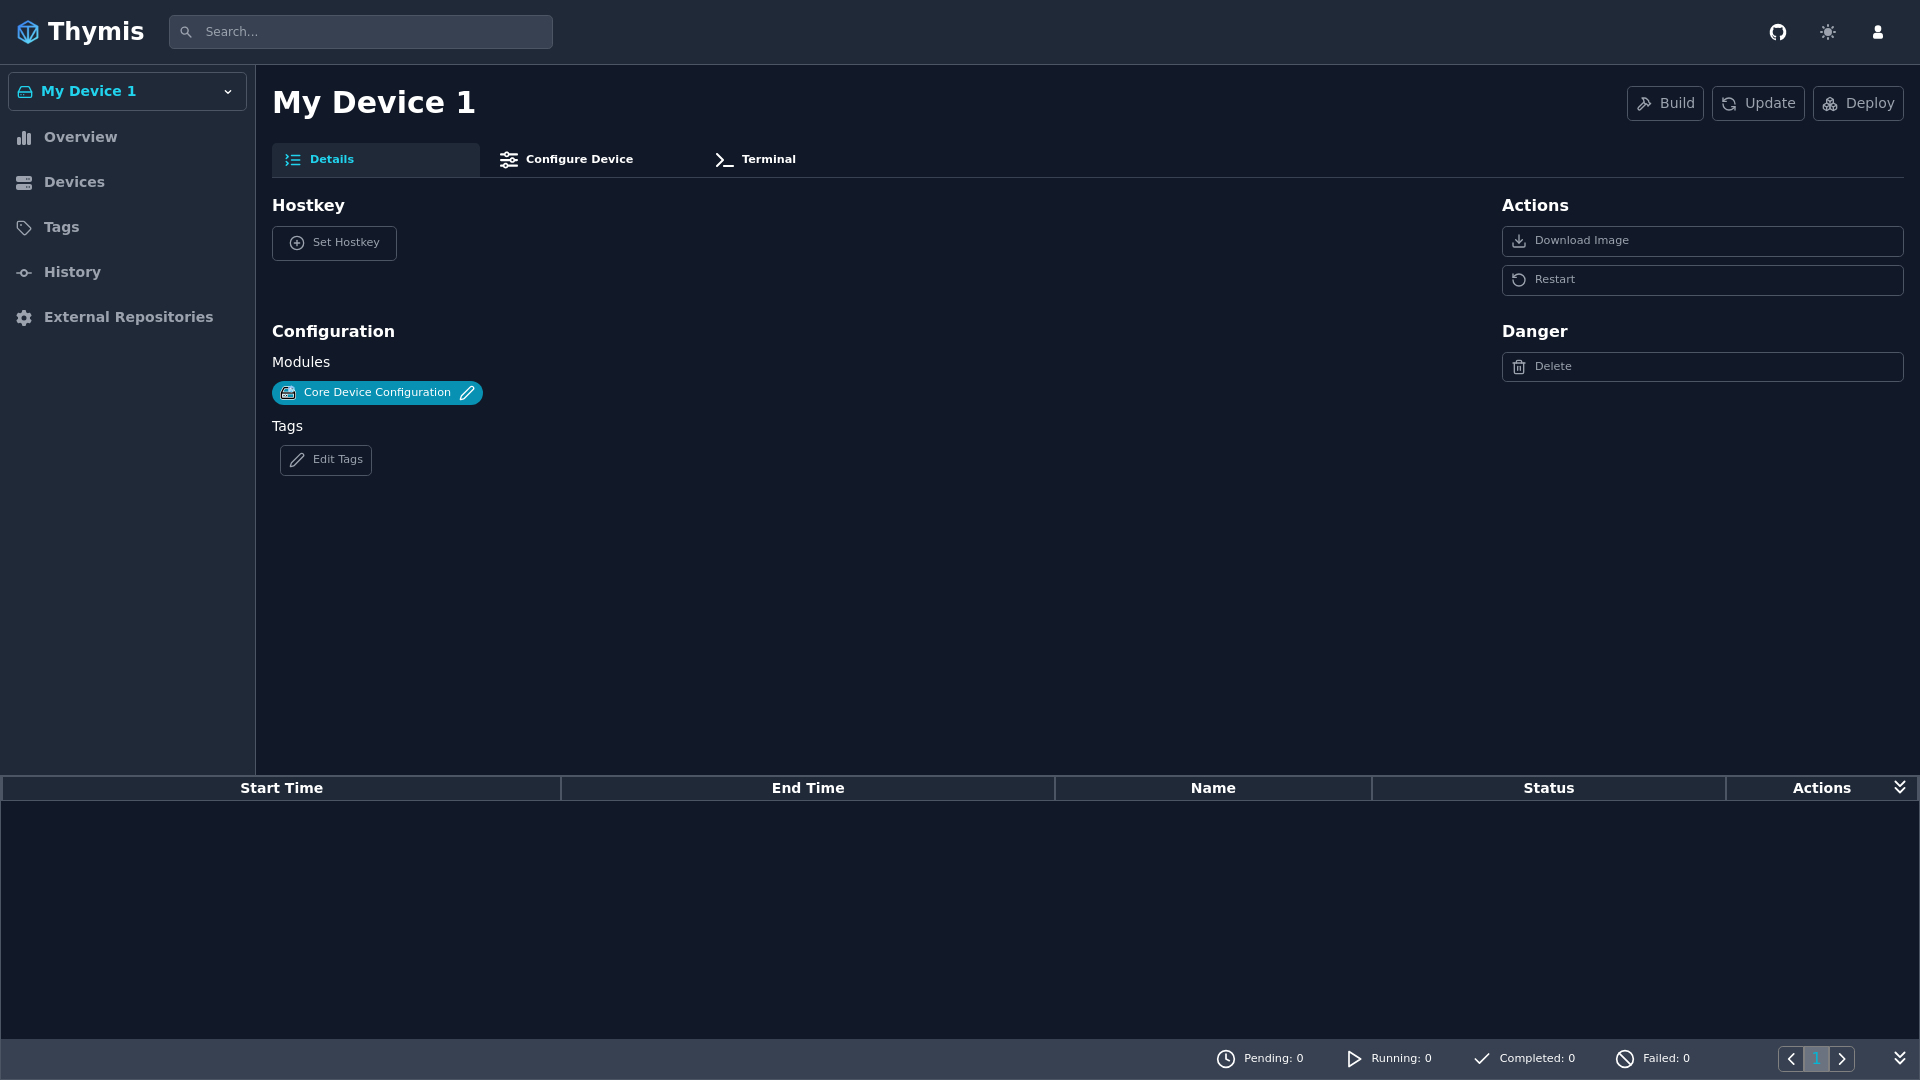 Thymis
Search...
My Device 1
Overview
Devices
Tags
History
External Repositories
My Device 1
Build
Update
Deploy
Details
Configure Device
Terminal
Hostkey
Set Hostkey
Configuration
Modules
Core Device Configuration
Tags
Edit Tags
Actions
Download Image
Restart
Danger
Delete
Start Time
End Time
Name
Status
Actions
Pending: 0
Running: 0
Completed: 0
Failed: 0
1